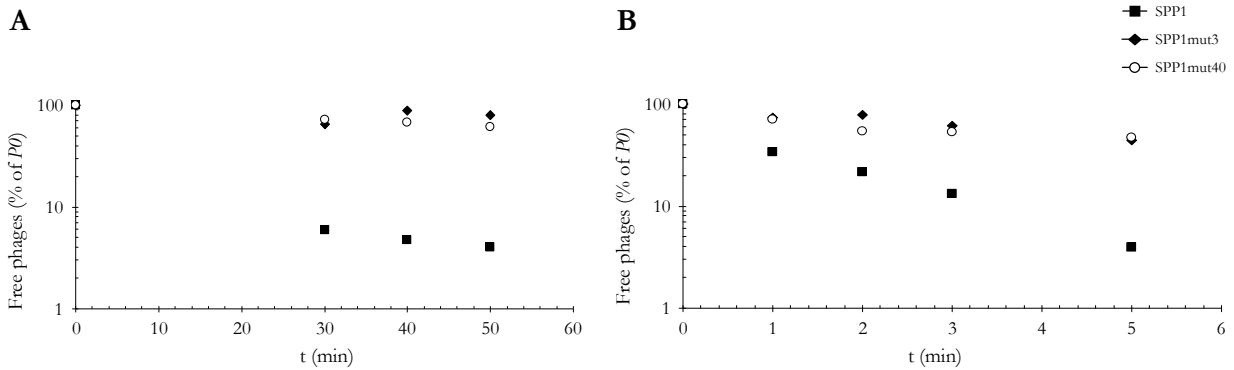 A
B
SPP1
SPP1mut3
SPP1mut40
Free phages (% of P0)
100
10
1
0 10 20 30 40 50 60
t (min)
Free phages (% of P0)
100
10
1
0 1 2 3 4 5 6
t (min)